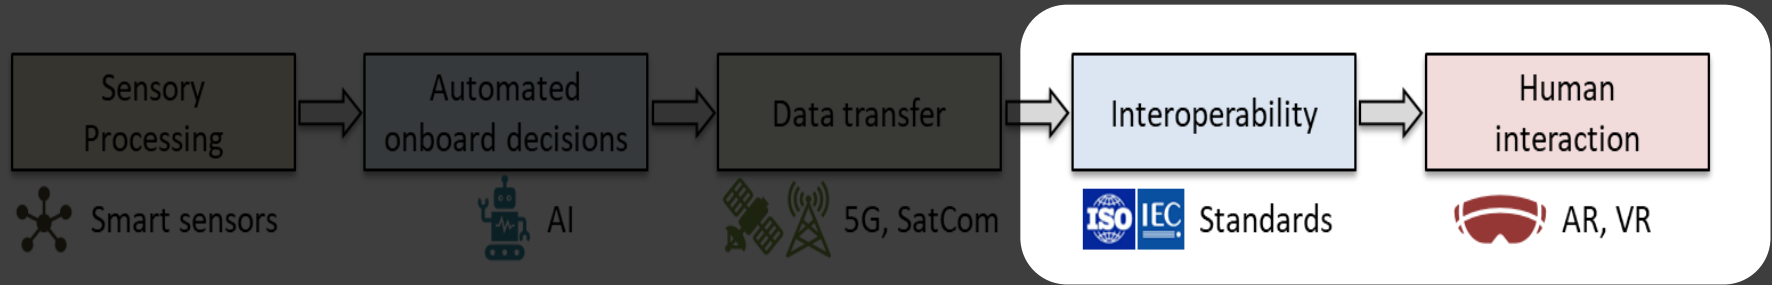 Sensory
Processing
Automated
onboard decisions
Data transfer
Interoperability
Human
interaction
Smart sensors
AI
5G, SatCom
ISO
IEC
Standards
AR, VR